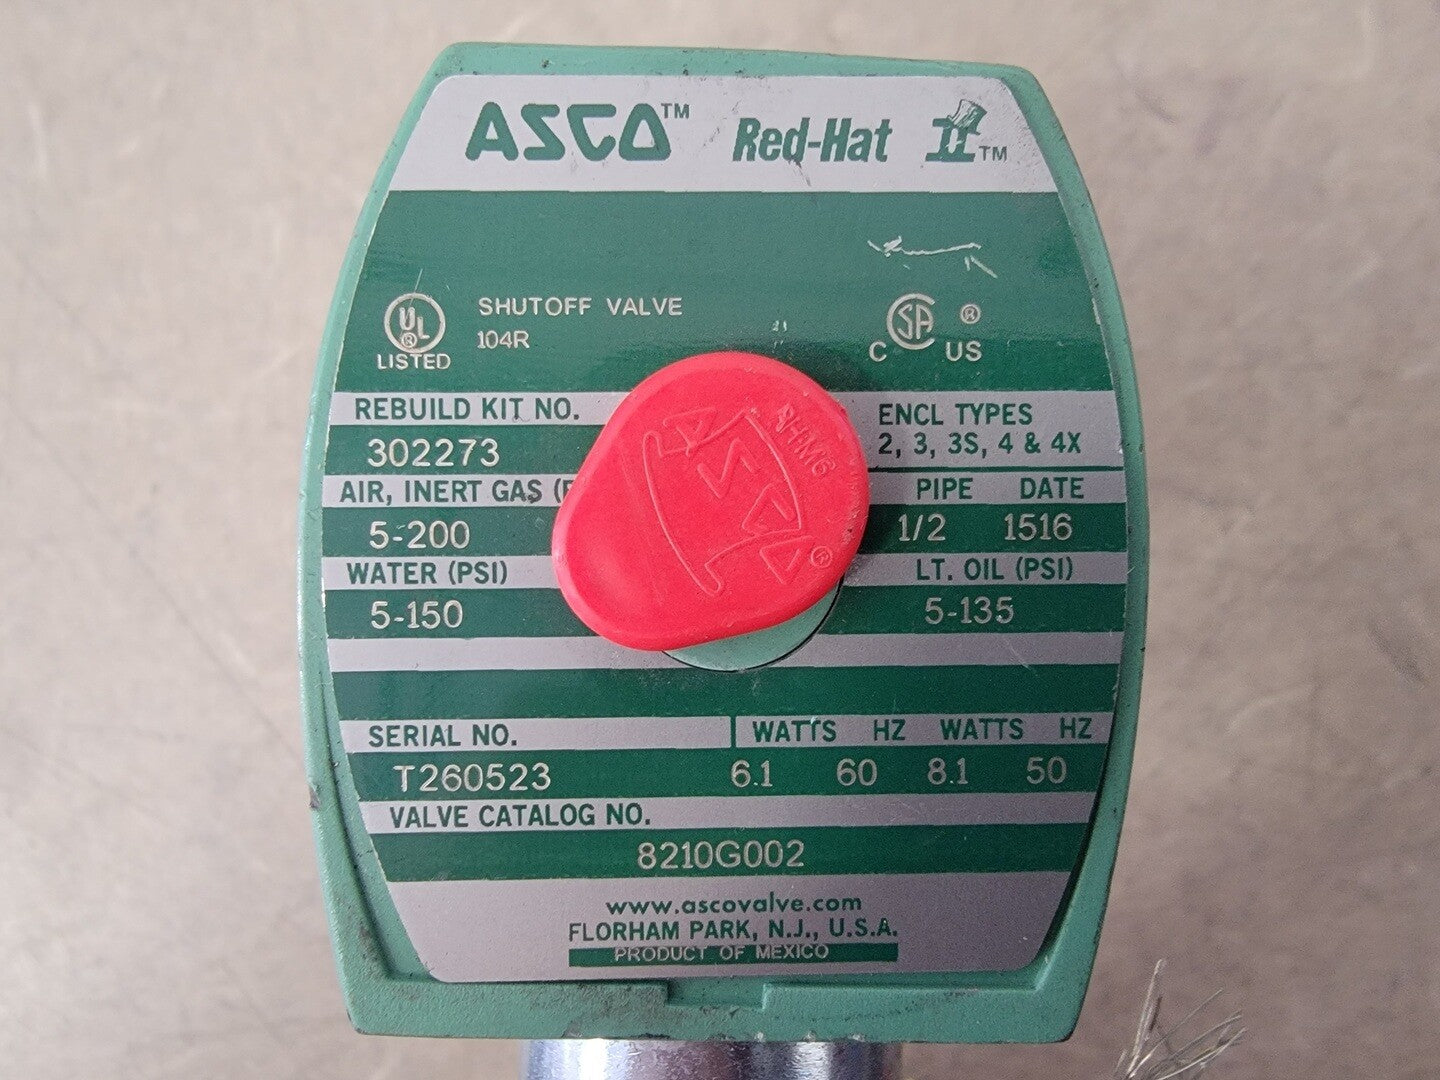 ASCO™ Red-Hat II™
UL® LISTED
SHUTOFF VALVE
104R
C SA® US
REBUILD KIT NO.
302273
ENCL TYPES
2, 3, 3S, 4 & 4X
AIR, INERT GAS
5-200
PIPE DATE
1/2 1516
WATER (PSI)
5-150
LT. OIL (PSI)
5-135
ASCO®
SERIAL NO. WATTS HZ WATTS HZ
T260523 6.1 60 8.1 50
VALVE CATALOG NO.
8210G002
www.ascovalve.com
FLORHAM PARK, N.J., U.S.A.
PRODUCT OF MEXICO